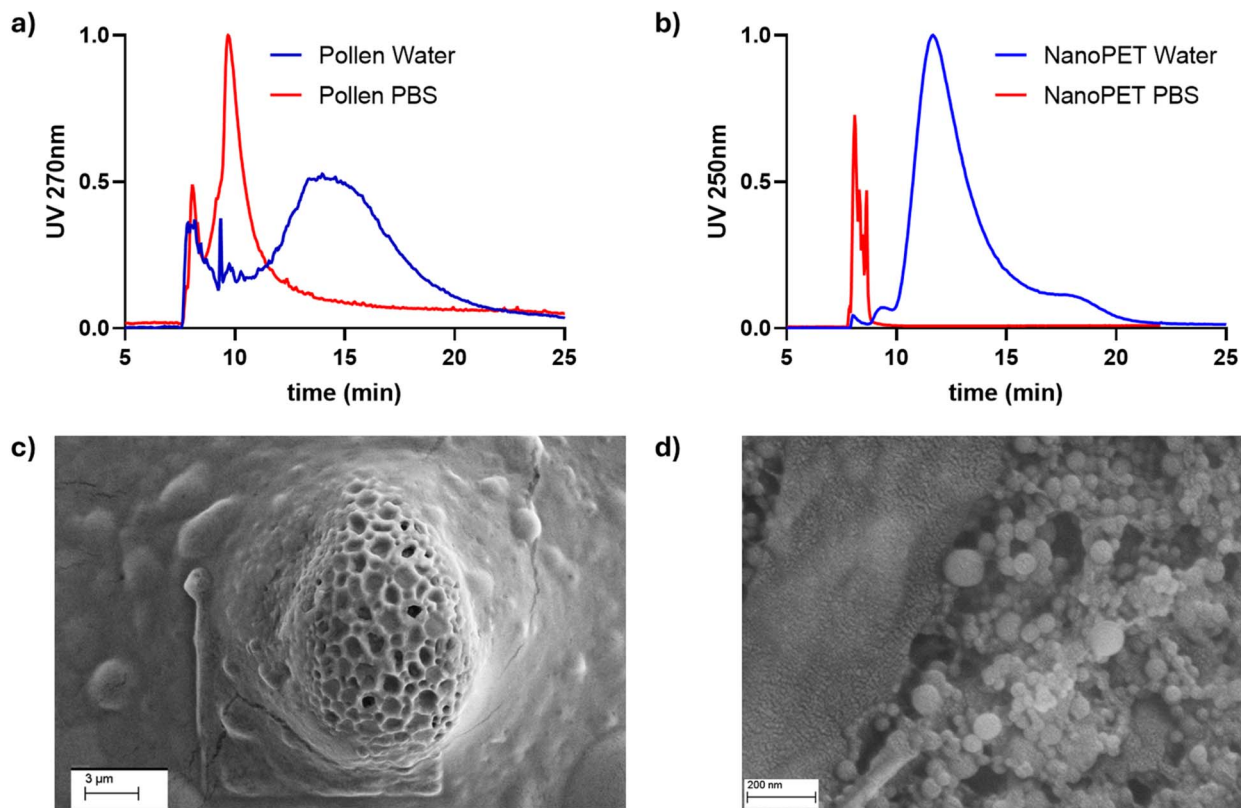 a)
1.0
0.5
0.0
UV 270nm
Pollen Water
Pollen PBS
5 10 15 20 25
time (min)
b)
1.0
0.5
0.0
UV 250nm
NanoPET Water
NanoPET PBS
5 10 15 20 25
time (min)
c)
3 µm
d)
200 nm